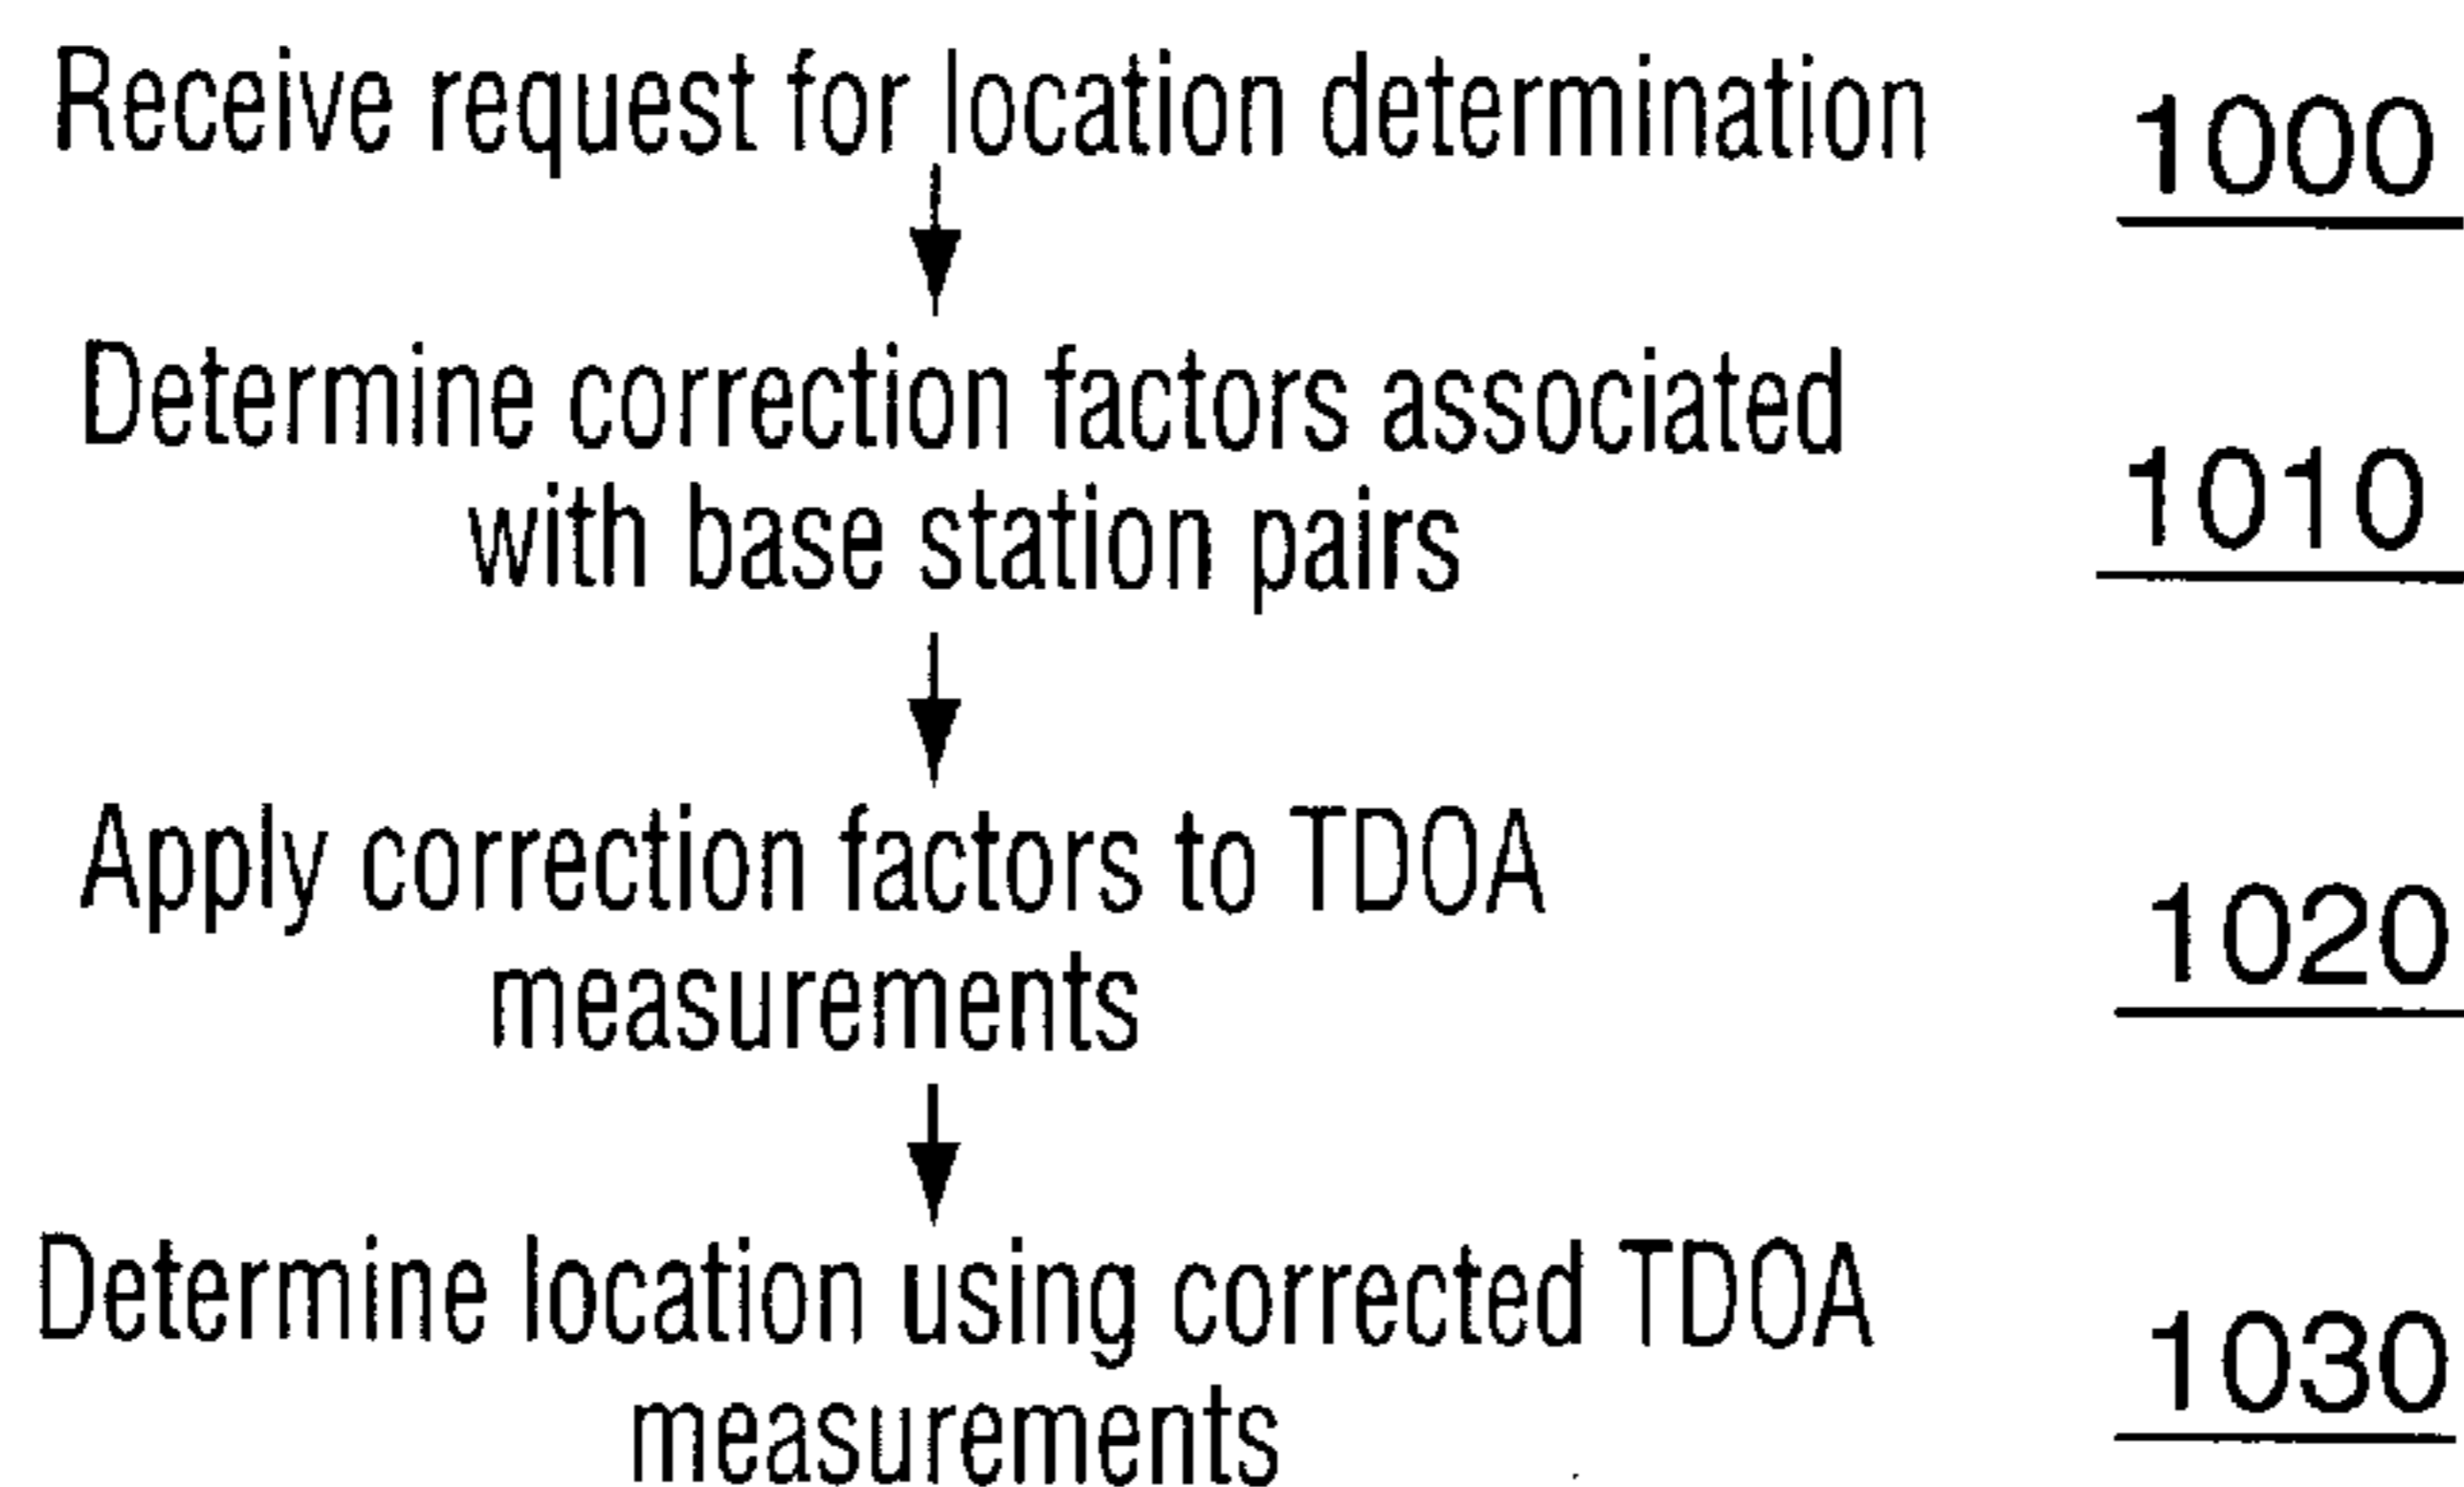 Receive request for location determination 1000
Determine correction factors associated
with base station pairs 1010
Apply correction factors to TDOA
measurements 1020
Determine location using corrected TDOA
measurements 1030